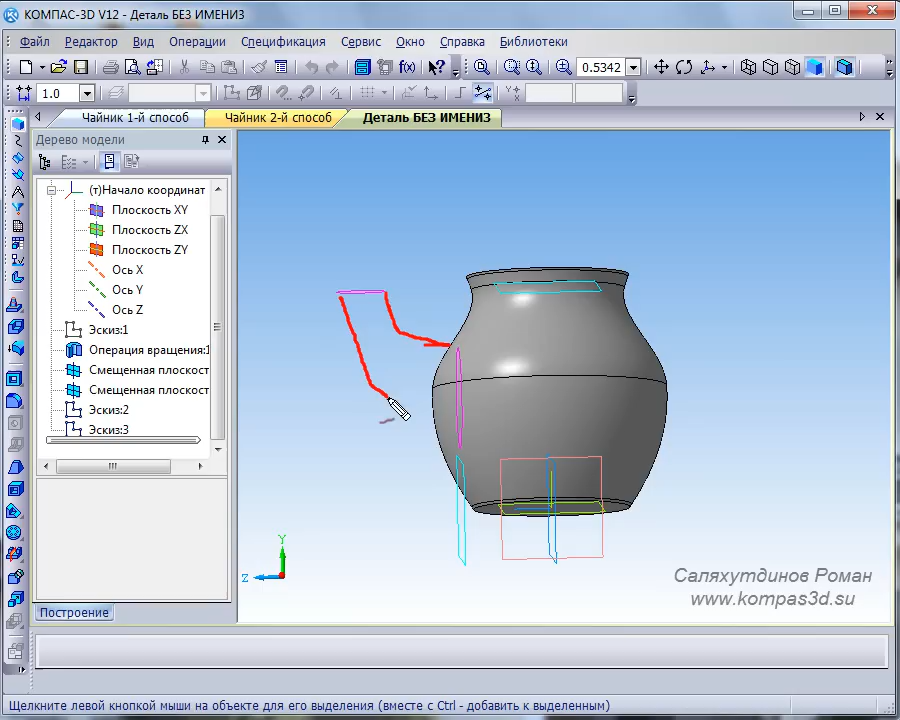 КОМПАС-3D V12 - Деталь БЕЗ ИМЕНИ3
Файл Редактор Вид Операции Спецификация Сервис Окно Справка Библиотеки
f(x) 0.5342
1.0
Чайник 1-й способ Чайник 2-й способ Деталь БЕЗ ИМЕНИ3
Дерево модели
(т)Начало координат
Плоскость XY
Плоскость ZX
Плоскость ZY
Ось X
Ось Y
Ось Z
Эскиз:1
Операция вращения:1
Смещенная плоскост
Смещенная плоскост
Эскиз:2
Эскиз:3
Y
Z
Саляхутдинов Роман
www.kompas3d.su
Построение
Щелкните левой кнопкой мыши на объекте для его выделения (вместе с Ctrl - добавить к выделенным)